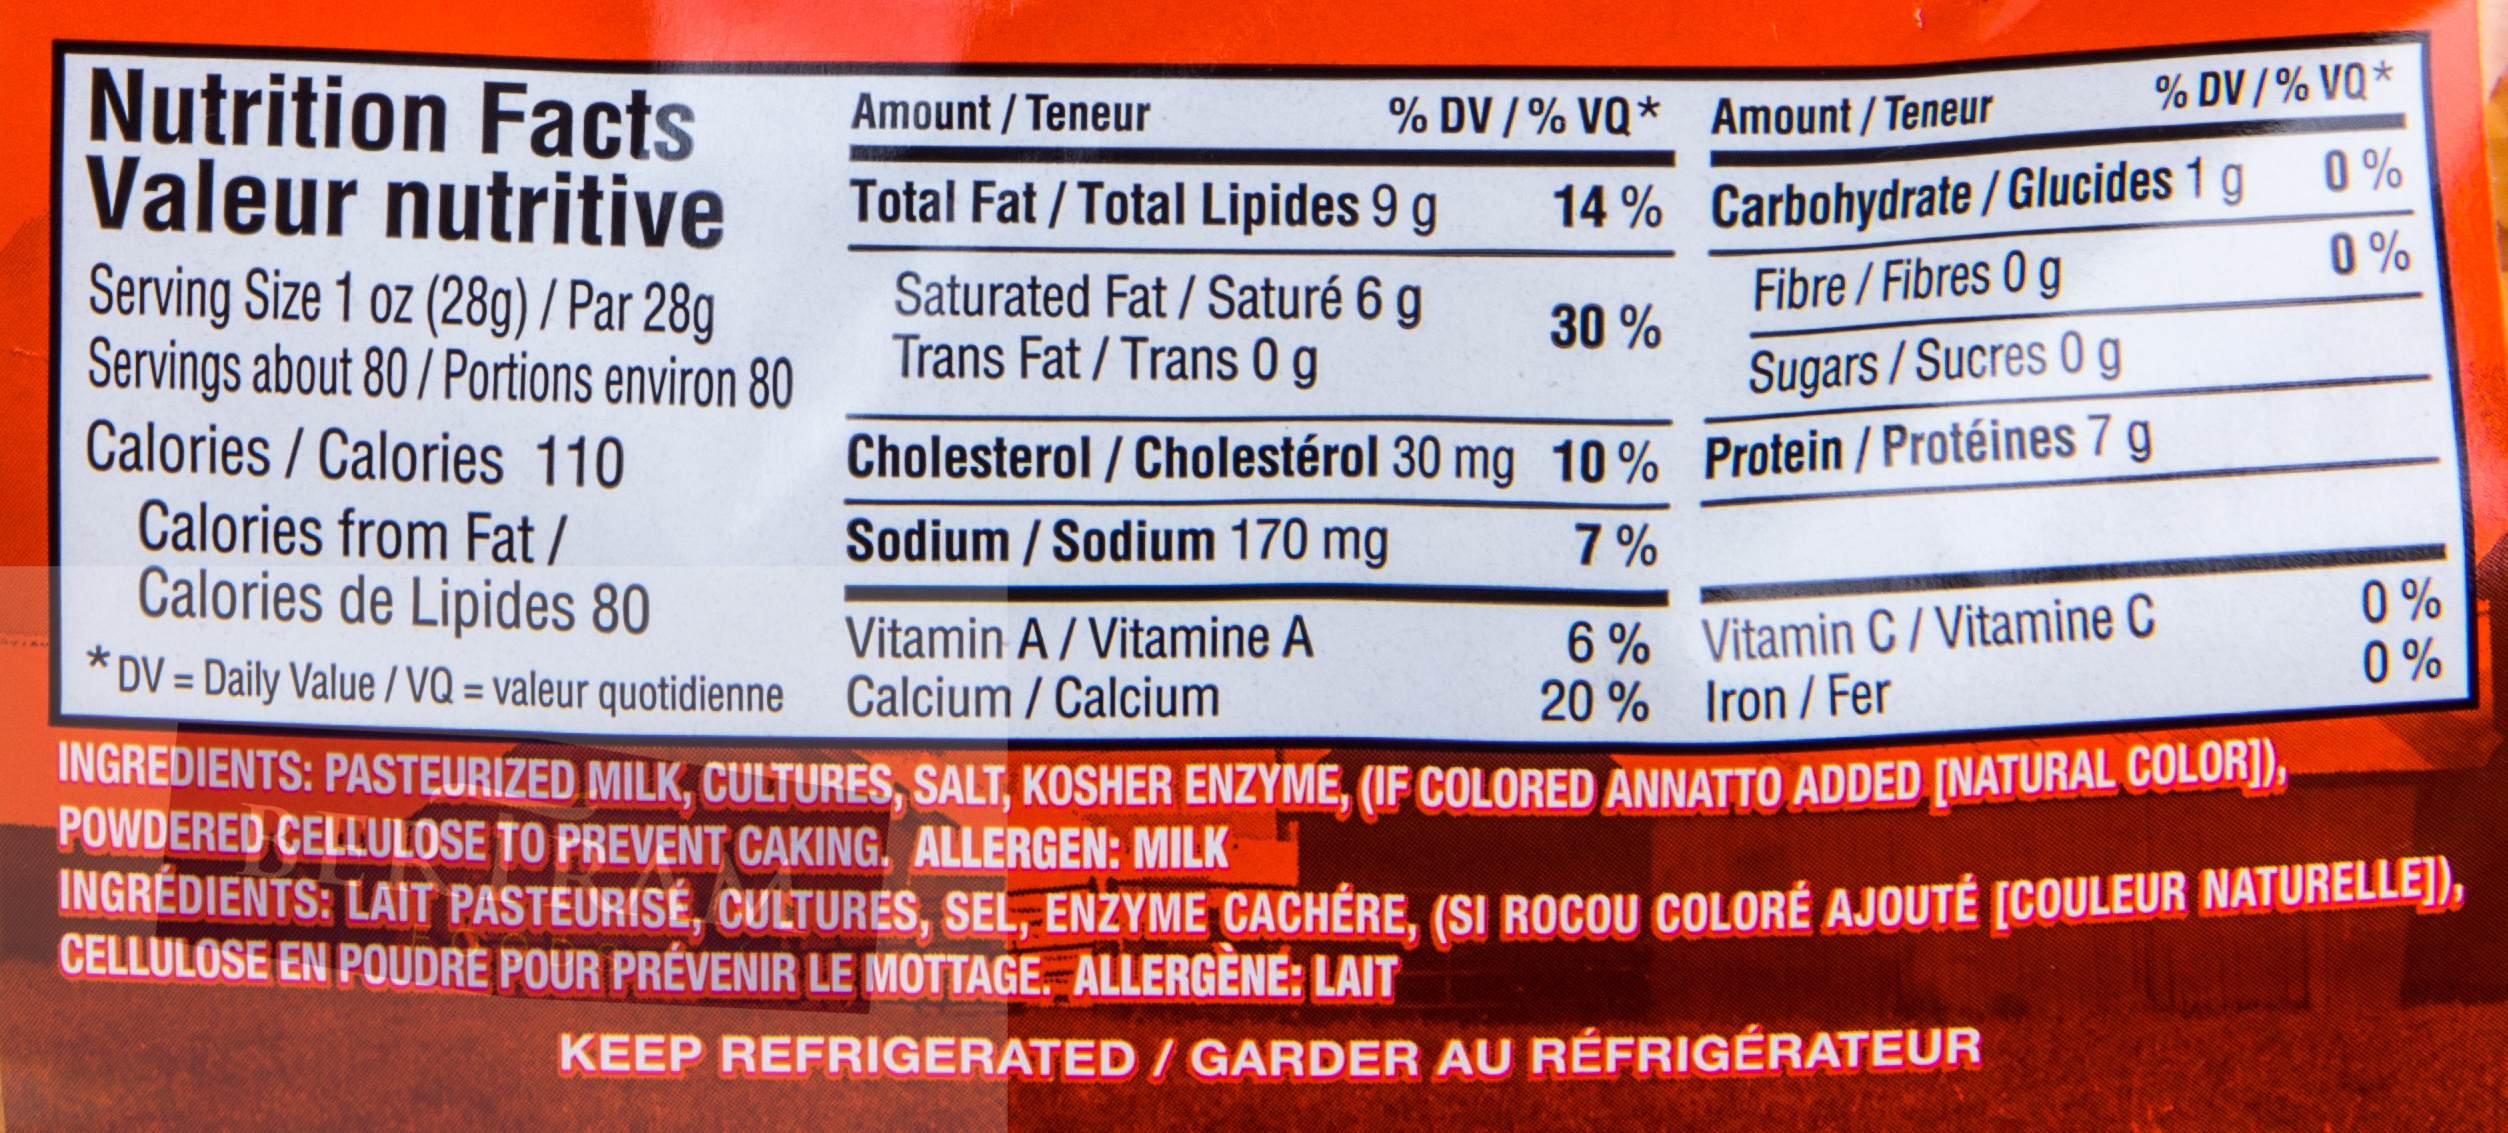 Nutrition Facts
Valeur nutritive
Serving Size 1 oz (28g) / Par 28g
Servings about 80 / Portions environ 80
Calories / Calories 110
Calories from Fat /
Calories de Lipides 80
* DV = Daily Value / VQ = valeur quotidienne
Amount / Teneur % DV / % VQ*
Total Fat / Total Lipides 9 g 14 %
Saturated Fat / Saturé 6 g
Trans Fat / Trans 0 g 30 %
Cholesterol / Cholestérol 30 mg 10 %
Sodium / Sodium 170 mg 7 %
Vitamin A / Vitamine A 6 %
Calcium / Calcium 20 %
Amount / Teneur % DV / % VQ*
Carbohydrate / Glucides 1 g 0 %
Fibre / Fibres 0 g 0 %
Sugars / Sucres 0 g
Protein / Protéines 7 g
Vitamin C / Vitamine C 0 %
Iron / Fer 0 %
INGREDIENTS: PASTEURIZED MILK, CULTURES, SALT, KOSHER ENZYME, (IF COLORED ANNATTO ADDED [NATURAL COLOR]),
POWDERED CELLULOSE TO PREVENT CAKING. ALLERGEN: MILK
INGRÉDIENTS: LAIT PASTEURISÉ, CULTURES, SEL, ENZYME CACHÉRE, (SI ROCOU COLORÉ AJOUTÉ [COULEUR NATURELLE]),
CELLULOSE EN POUDRE POUR PRÉVENIR LE MOTTAGE. ALLERGÈNE: LAIT
KEEP REFRIGERATED / GARDER AU RÉFRIGÉRATEUR
BERTRAM
FOODS